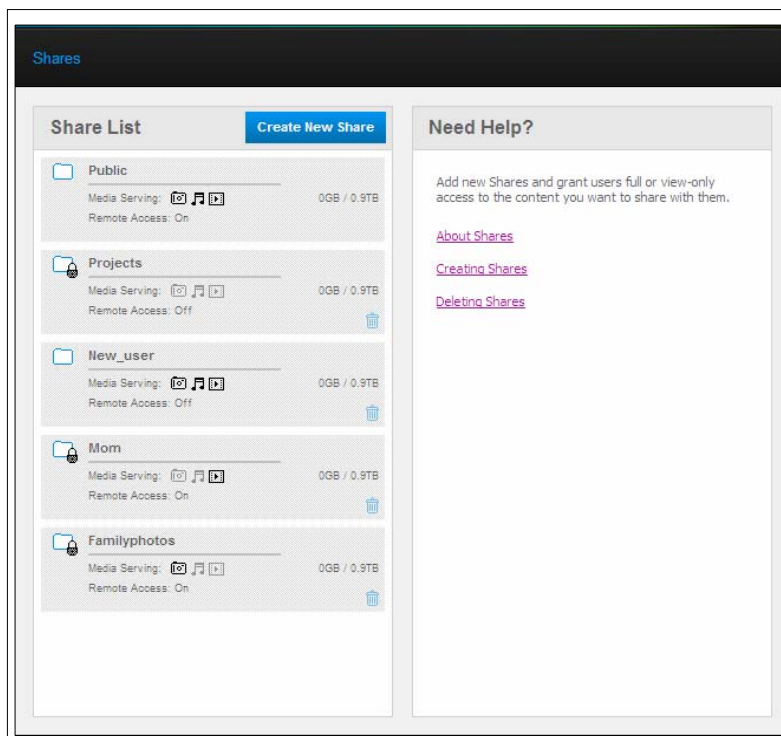 Shares
Share List
Create New Share
Public
Media Serving:
0GB / 0.9TB
Remote Access: On
Projects
Media Serving:
0GB / 0.9TB
Remote Access: Off
New_user
Media Serving:
0GB / 0.9TB
Remote Access: Off
Mom
Media Serving:
0GB / 0.9TB
Remote Access: On
Familyphotos
Media Serving:
0GB / 0.9TB
Remote Access: On
Need Help?
Add new Shares and grant users full or view-only
access to the content you want to share with them.
About Shares
Creating Shares
Deleting Shares